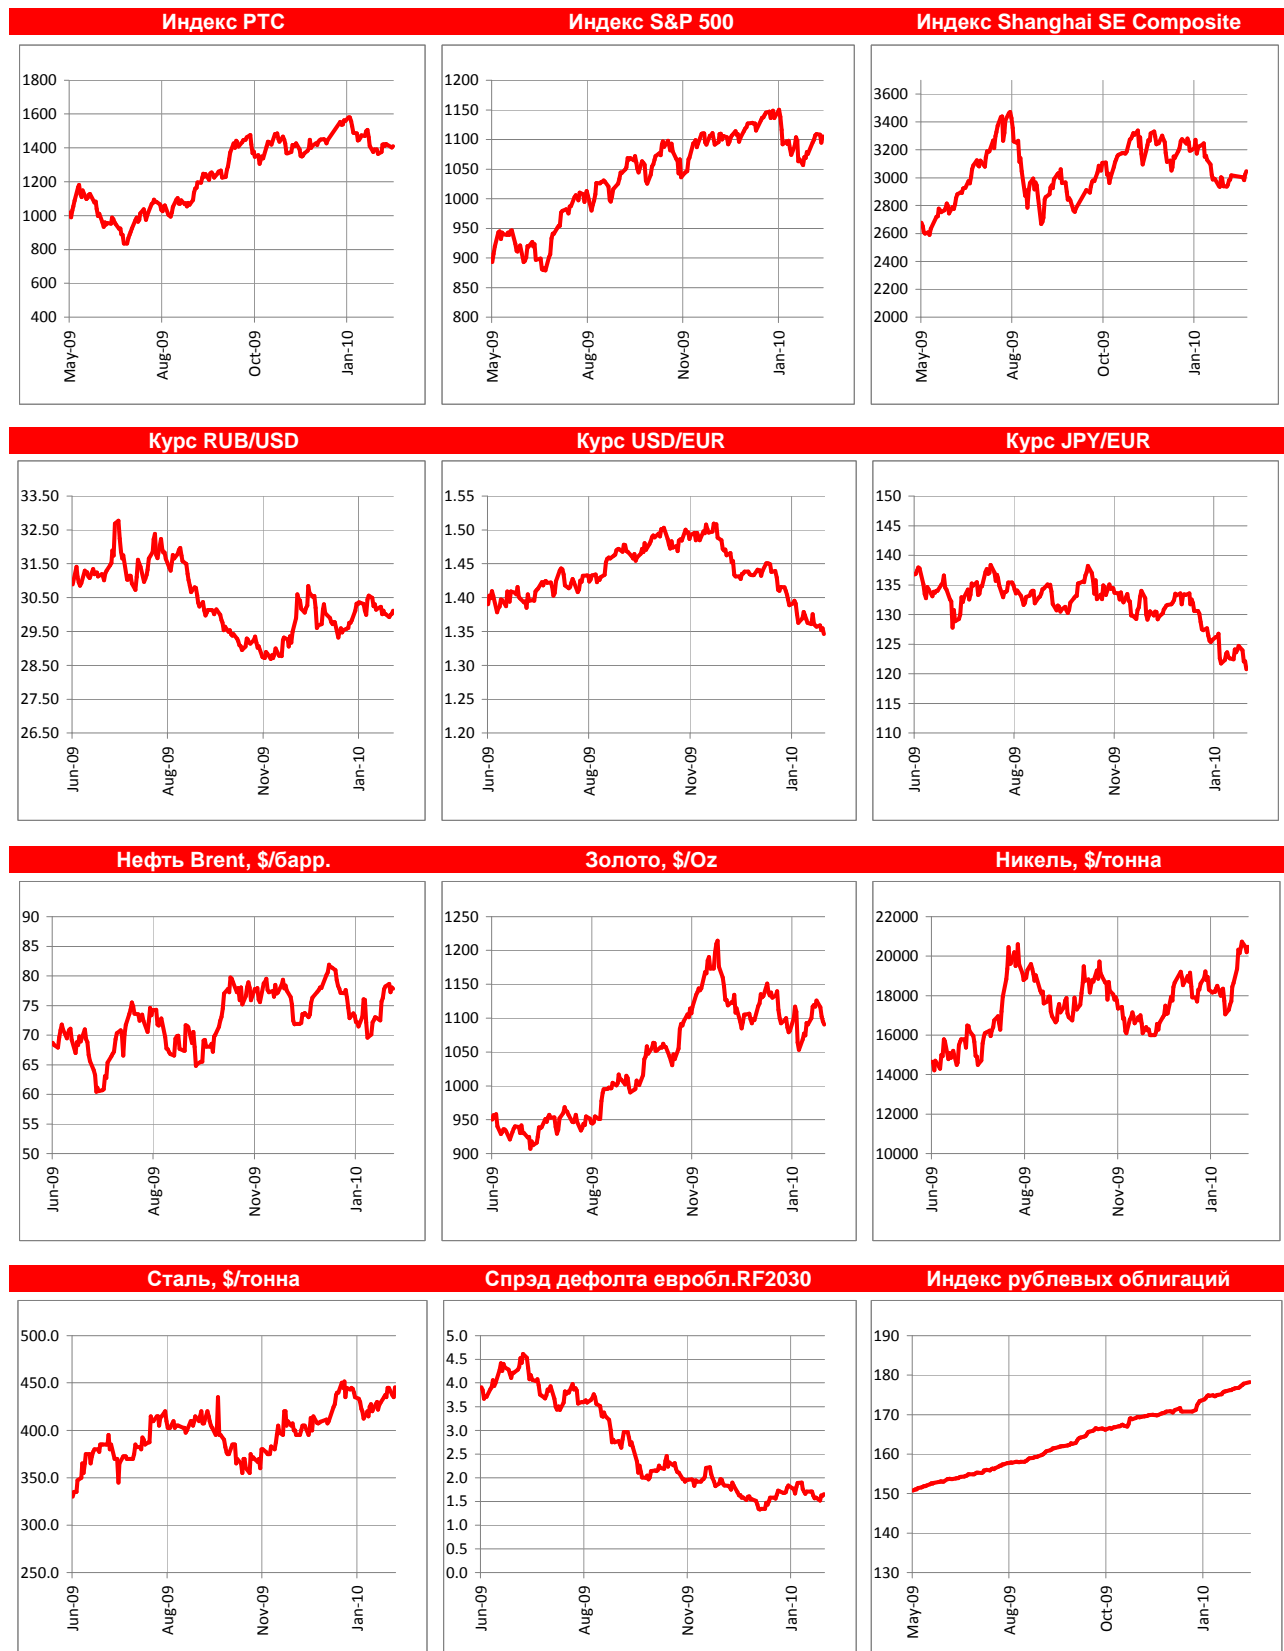 Индекс РТС
Индекс S&P 500
Индекс Shanghai SE Composite
1800
1600
1400
1200
1000
800
600
400
May-09
Aug-09
Oct-09
Jan-10
1200
1150
1100
1050
1000
950
900
850
800
May-09
Aug-09
Nov-09
Jan-10
3600
3400
3200
3000
2800
2600
2400
2200
2000
May-09
Aug-09
Oct-09
Jan-10
Курс RUB/USD
Курс USD/EUR
Курс JPY/EUR
33.50
32.50
31.50
30.50
29.50
28.50
27.50
26.50
Jun-09
Aug-09
Nov-09
Jan-10
1.55
1.50
1.45
1.40
1.35
1.30
1.25
1.20
Jun-09
Aug-09
Nov-09
Jan-10
150
145
140
135
130
125
120
115
110
Jun-09
Aug-09
Nov-09
Jan-10
Нефть Brent, $/барр.
Золото, $/Oz
Никель, $/тонна
90
85
80
75
70
65
60
55
50
Jun-09
Aug-09
Nov-09
Jan-10
1250
1200
1150
1100
1050
1000
950
900
Jun-09
Aug-09
Nov-09
Jan-10
22000
20000
18000
16000
14000
12000
10000
Jun-09
Aug-09
Nov-09
Jan-10
Сталь, $/тонна
Спрэд дефолта евробл.RF2030
Индекс рублевых облигаций
500.0
450.0
400.0
350.0
300.0
250.0
Jun-09
Aug-09
Nov-09
Jan-10
5.0
4.5
4.0
3.5
3.0
2.5
2.0
1.5
1.0
0.5
0.0
Jun-09
Aug-09
Nov-09
Jan-10
190
180
170
160
150
140
130
May-09
Aug-09
Oct-09
Jan-10